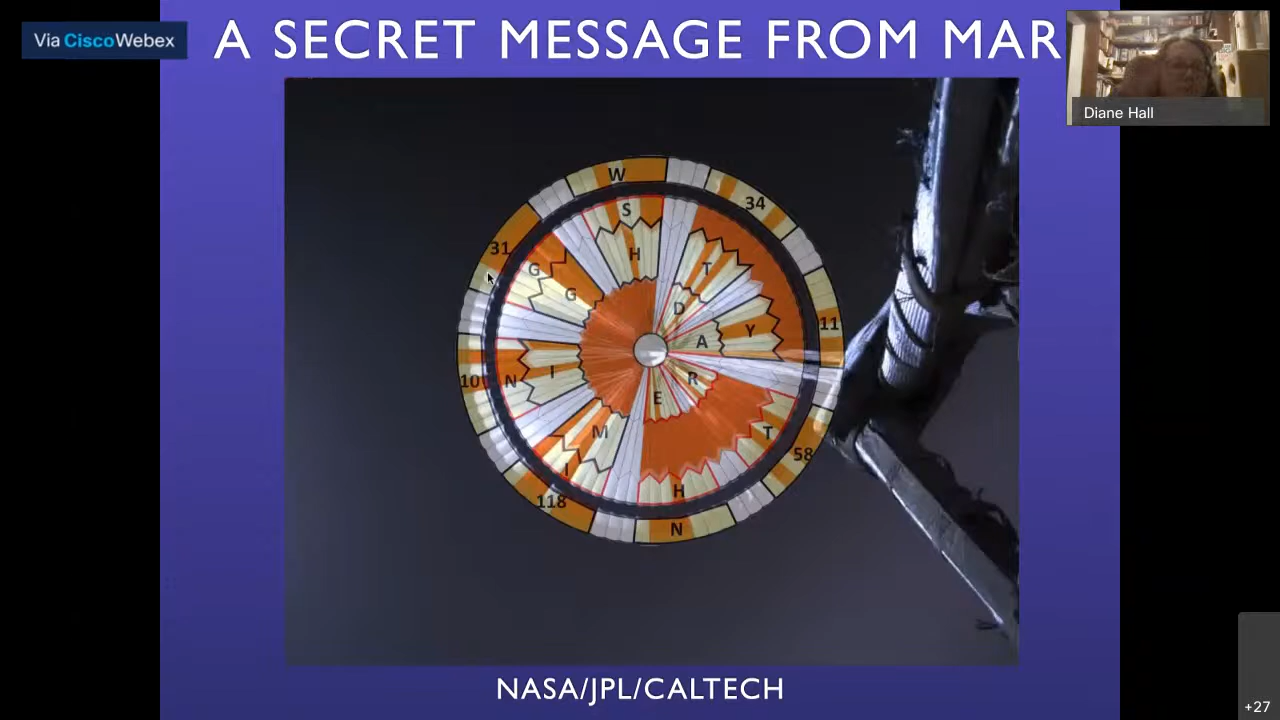 Via CiscoWebex
A SECRET MESSAGE FROM MAR
Diane Hall
W
34
S
31
H
G
T
G
D
11
Y
A
10
N
I
R
E
M
T
58
I
H
118
N
NASA/JPL/CALTECH
+27